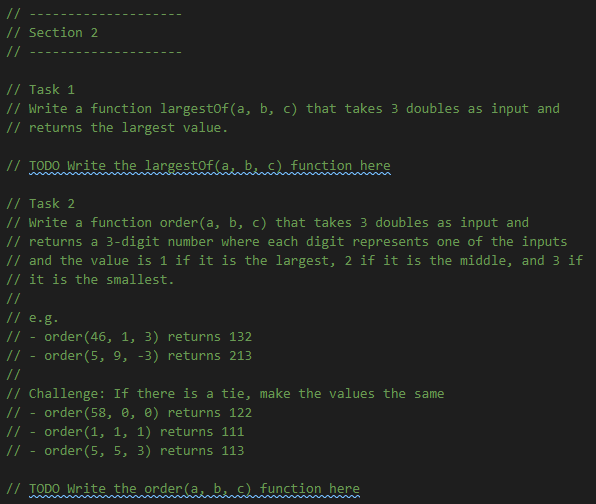 // --------------------
// Section 2
// --------------------
// Task 1
// Write a function largestOf(a, b, c) that takes 3 doubles as input and
// returns the largest value.
// TODO Write the largestOf(a, b, c) function here
// Task 2
// Write a function order(a, b, c) that takes 3 doubles as input and
// returns a 3-digit number where each digit represents one of the inputs
// and the value is 1 if it is the largest, 2 if it is the middle, and 3 if
// it is the smallest.
//
// e.g.
// - order(46, 1, 3) returns 132
// - order(5, 9, -3) returns 213
//
// Challenge: If there is a tie, make the values the same
// - order(58, 0, 0) returns 122
// - order(1, 1, 1) returns 111
// - order(5, 5, 3) returns 113
// TODO Write the order(a, b, c) function here